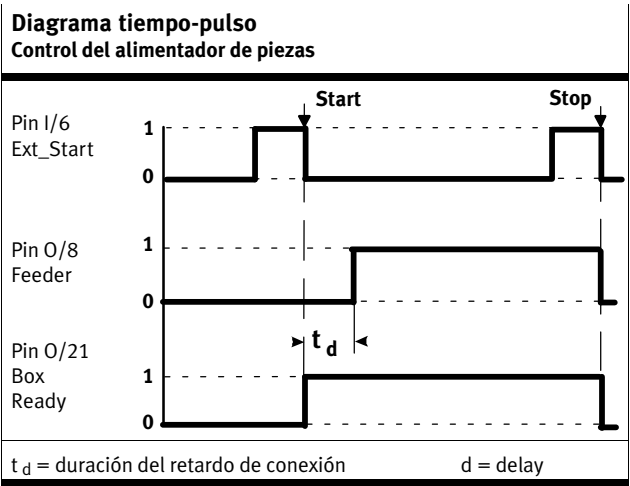 Diagrama tiempo-pulso
Control del alimentador de piezas
Start
Stop
Pin I/6
Ext_Start
1
0
Pin O/8
Feeder
1
0
t d
Pin O/21
Box
Ready
1
0
t d = duración del retardo de conexión
d = delay